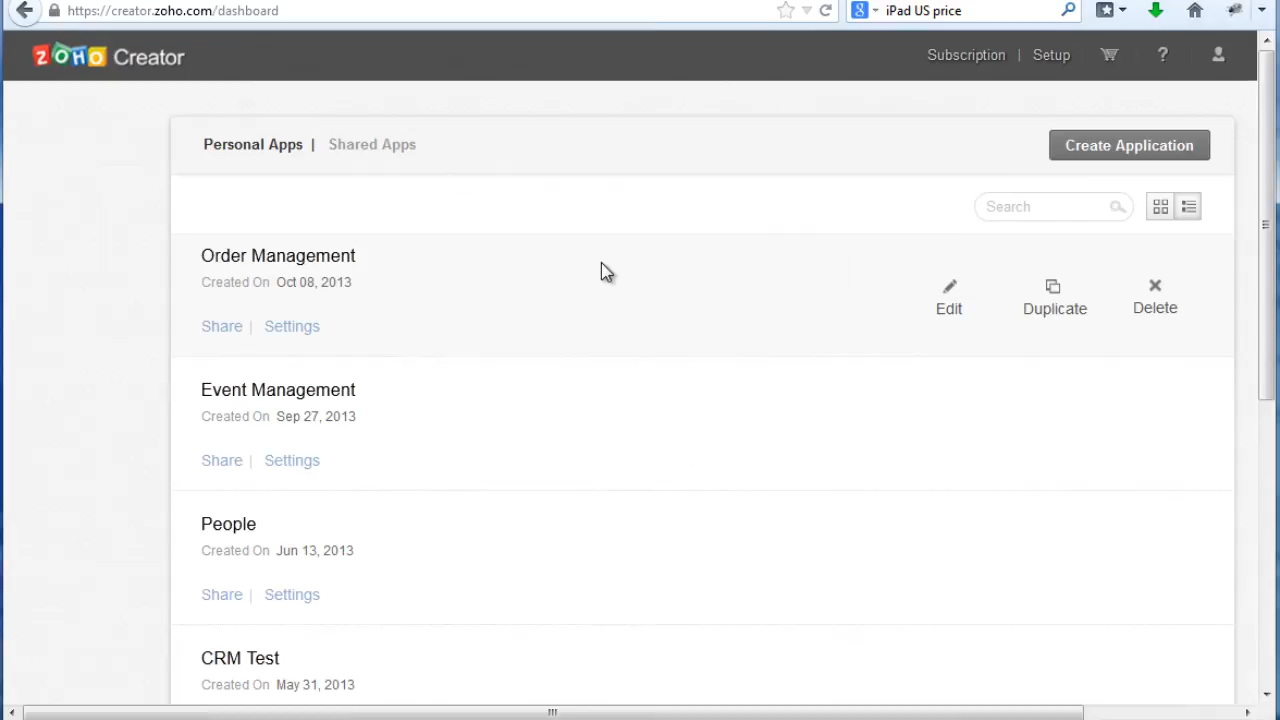 https://creator.zoho.com/dashboard
iPad US price
ZOHO Creator
Subscription | Setup
?
Personal Apps | Shared Apps
Create Application
Search
Order Management
Created On Oct 08, 2013
Share | Settings
Edit
Duplicate
Delete
Event Management
Created On Sep 27, 2013
Share | Settings
People
Created On Jun 13, 2013
Share | Settings
CRM Test
Created On May 31, 2013